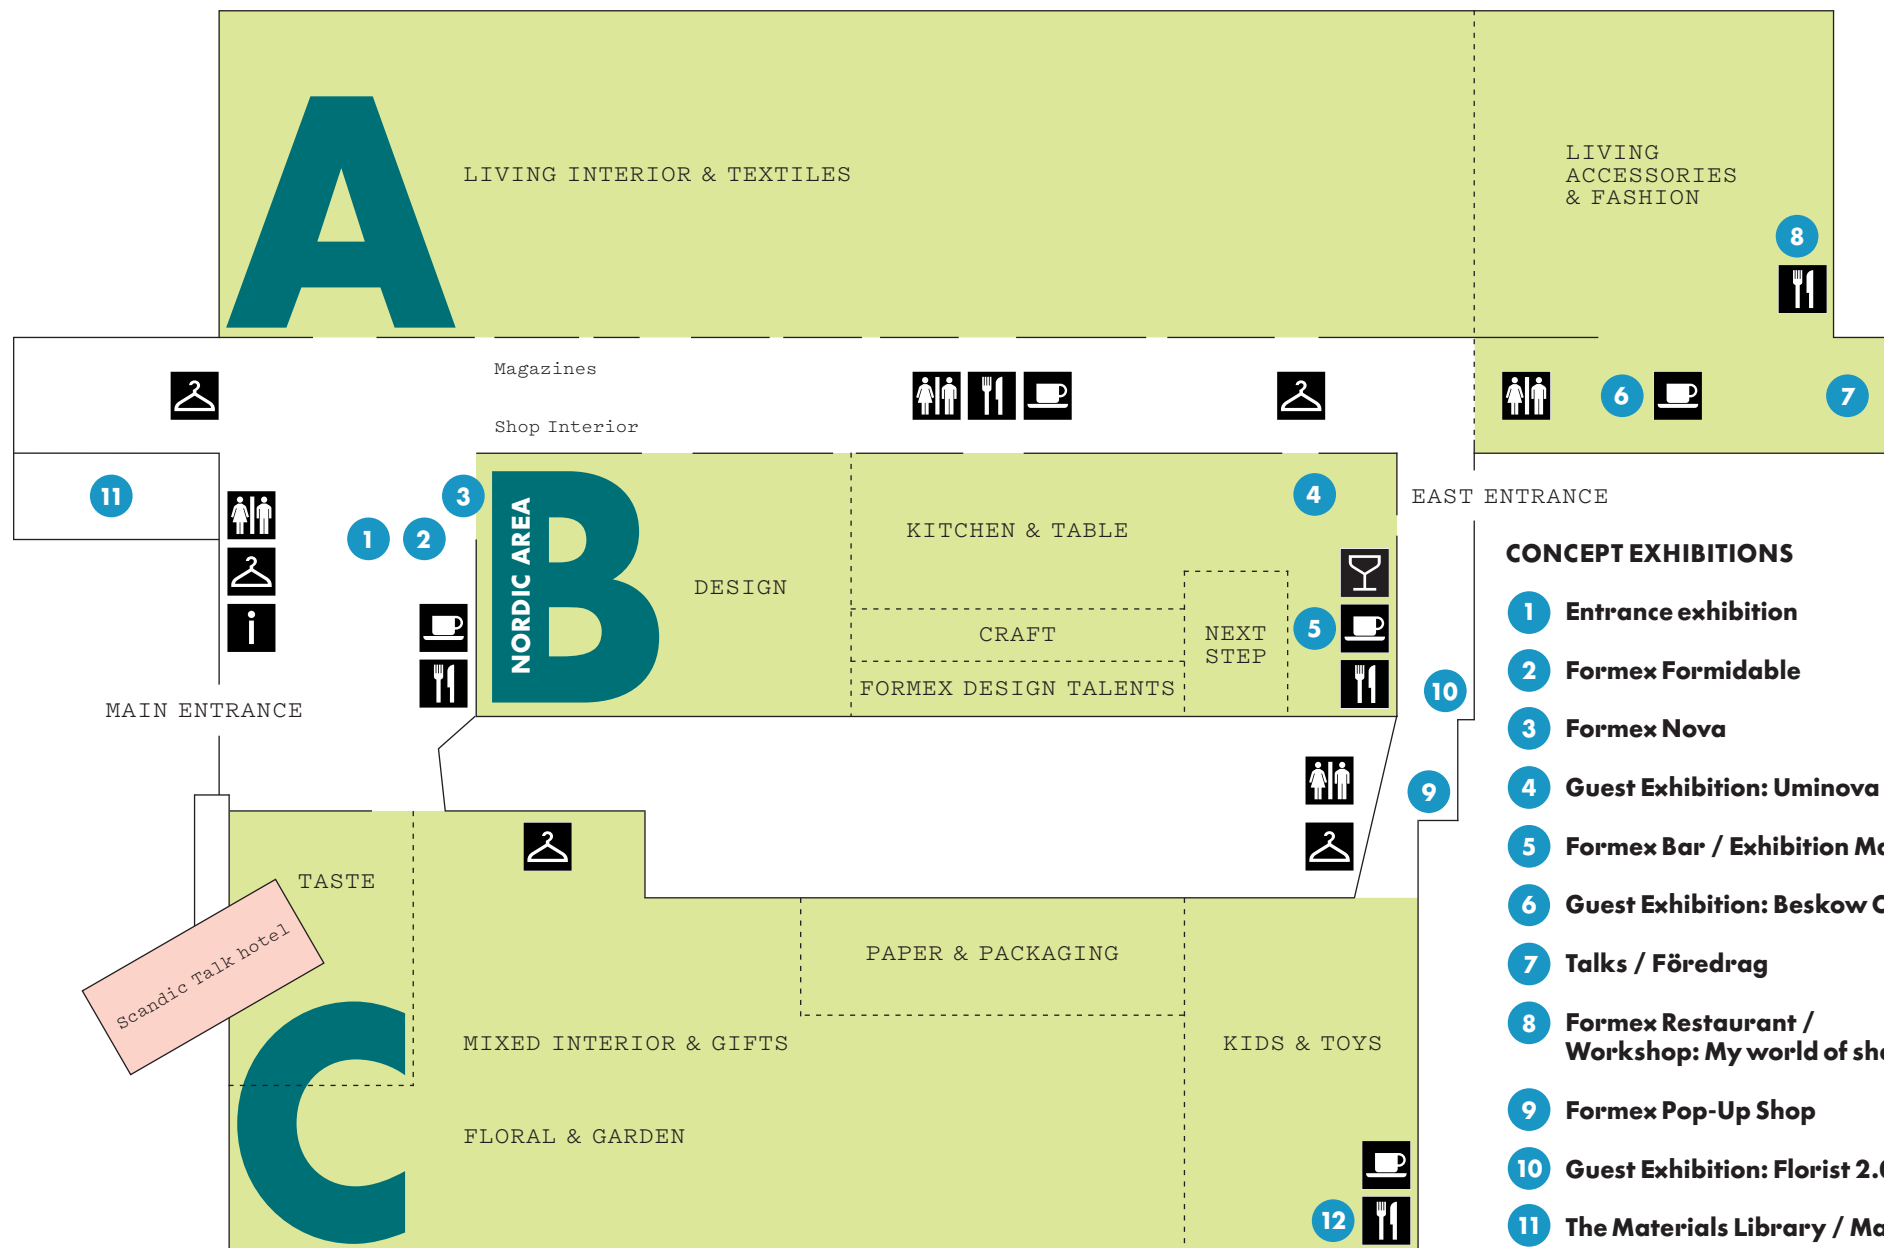 A
LIVING INTERIOR & TEXTILES
LIVING
ACCESSORIES
& FASHION
8
Magazines
Shop Interior
6
7
11
1
2
3
B
NORDIC AREA
DESIGN
KITCHEN & TABLE
4
CRAFT
FORMEX DESIGN TALENTS
NEXT
STEP
5
EAST ENTRANCE
10
9
i
MAIN ENTRANCE
TASTE
Scandic Talk hotel
C
PAPER & PACKAGING
MIXED INTERIOR & GIFTS
KIDS & TOYS
FLORAL & GARDEN
12
CONCEPT EXHIBITIONS
1 Entrance exhibition
2 Formex Formidable
3 Formex Nova
4 Guest Exhibition: Uminova
5 Formex Bar / Exhibition
6 Guest Exhibition: Beskow
7 Talks / Föredrag
8 Formex Restaurant /
Workshop: My world of
9 Formex Pop-Up Shop
10 Guest Exhibition: Florist
11 The Materials Library /